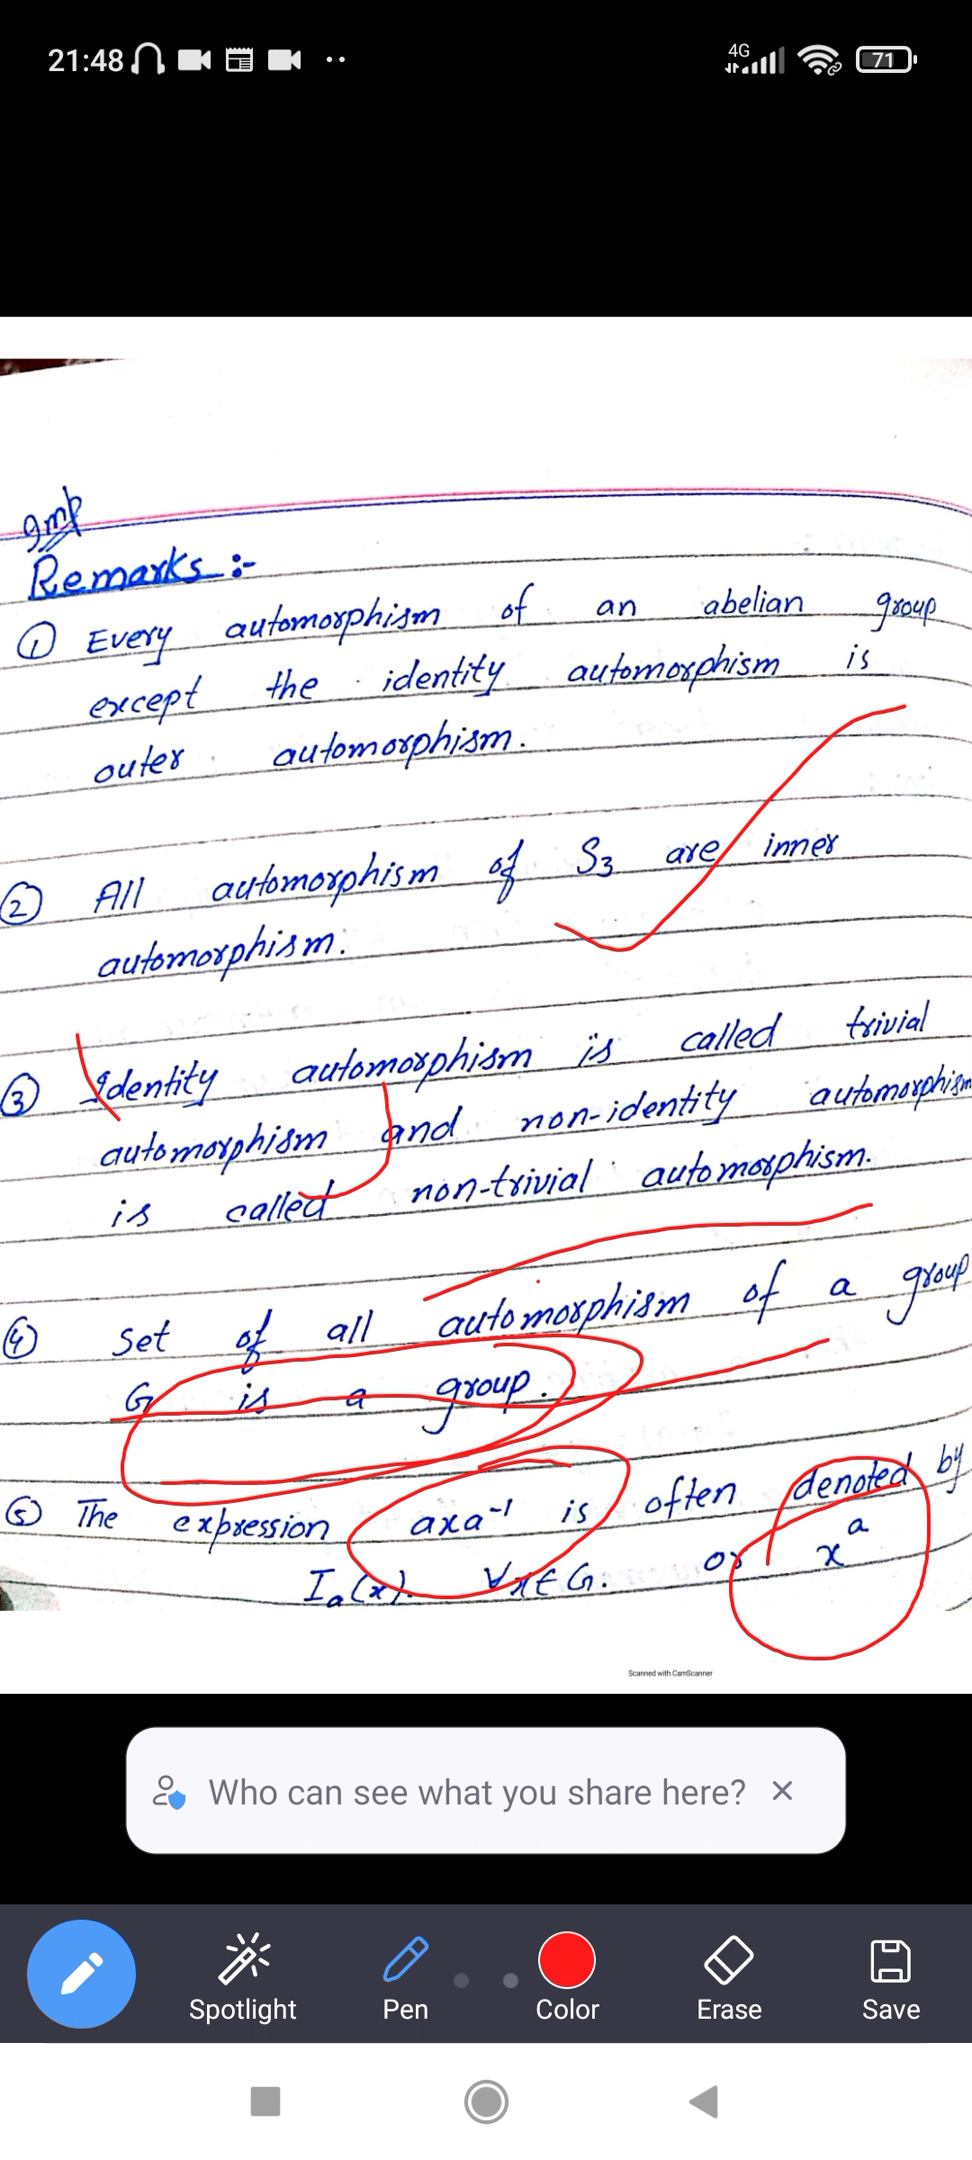 21:48
4G
71
Imp
Remarks :-
① Every automorphism of an abelian group
except the identity automorphism is
outer automorphism.
② All automorphism of S₃ are inner
automorphism.
③ Identity automorphism is called trivial
automorphism and non-identity automorphism
is called non-trivial automorphism.
④ Set of all automorphism of a group
G is a group.
⑤ The expression axa⁻¹ is often denoted by
Iₐ(x). ∀x∈G. or xᵃ
Scanned with CamScanner
Who can see what you share here?
Spotlight
Pen
Color
Erase
Save